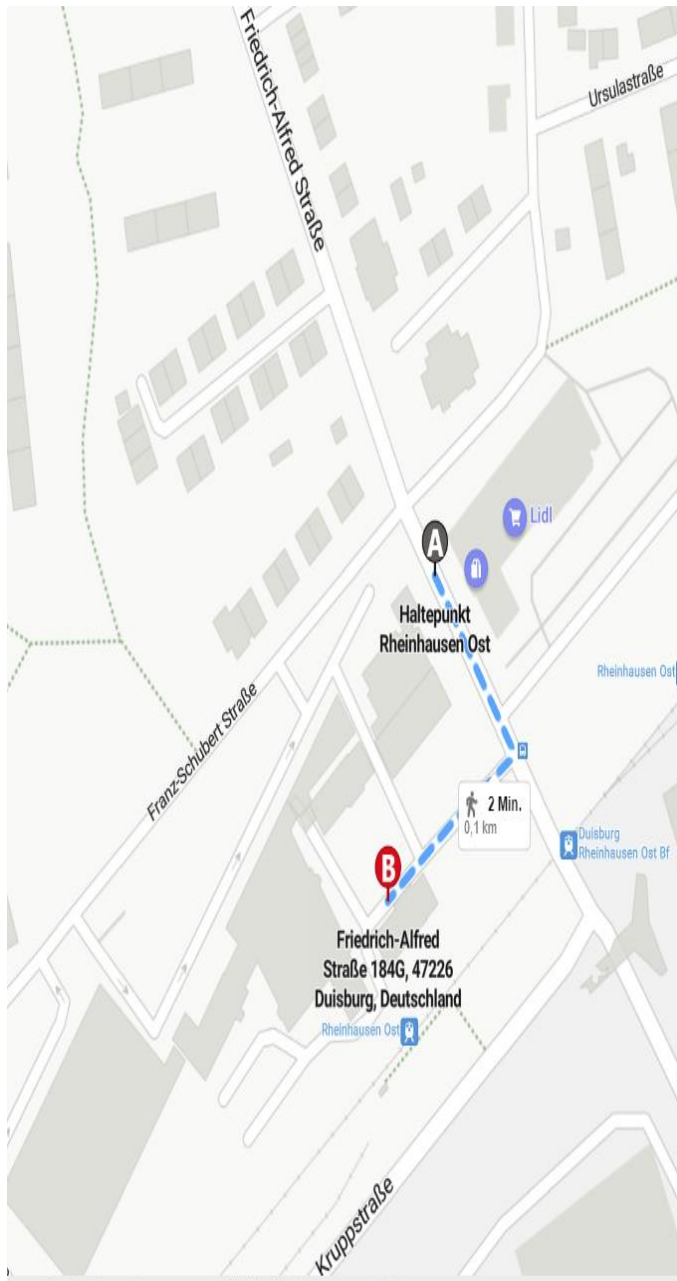 Friedrich-Alfred Straße
Ursulastraße
Lidl
A
Haltepunkt
Rheinhausen Ost
Rheinhausen Ost
Franz-Schubert Straße
2 Min.
0,1 km
Duisburg
Rheinhausen Ost Bf
B
Friedrich-Alfred
Straße 184G, 47226
Duisburg, Deutschland
Rheinhausen Ost
Kruppstraße